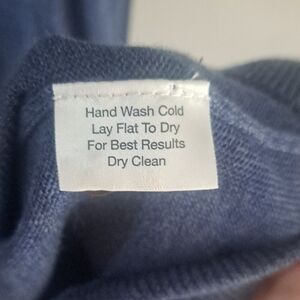 Hand Wash Cold
Lay Flat To Dry
For Best Results
Dry Clean